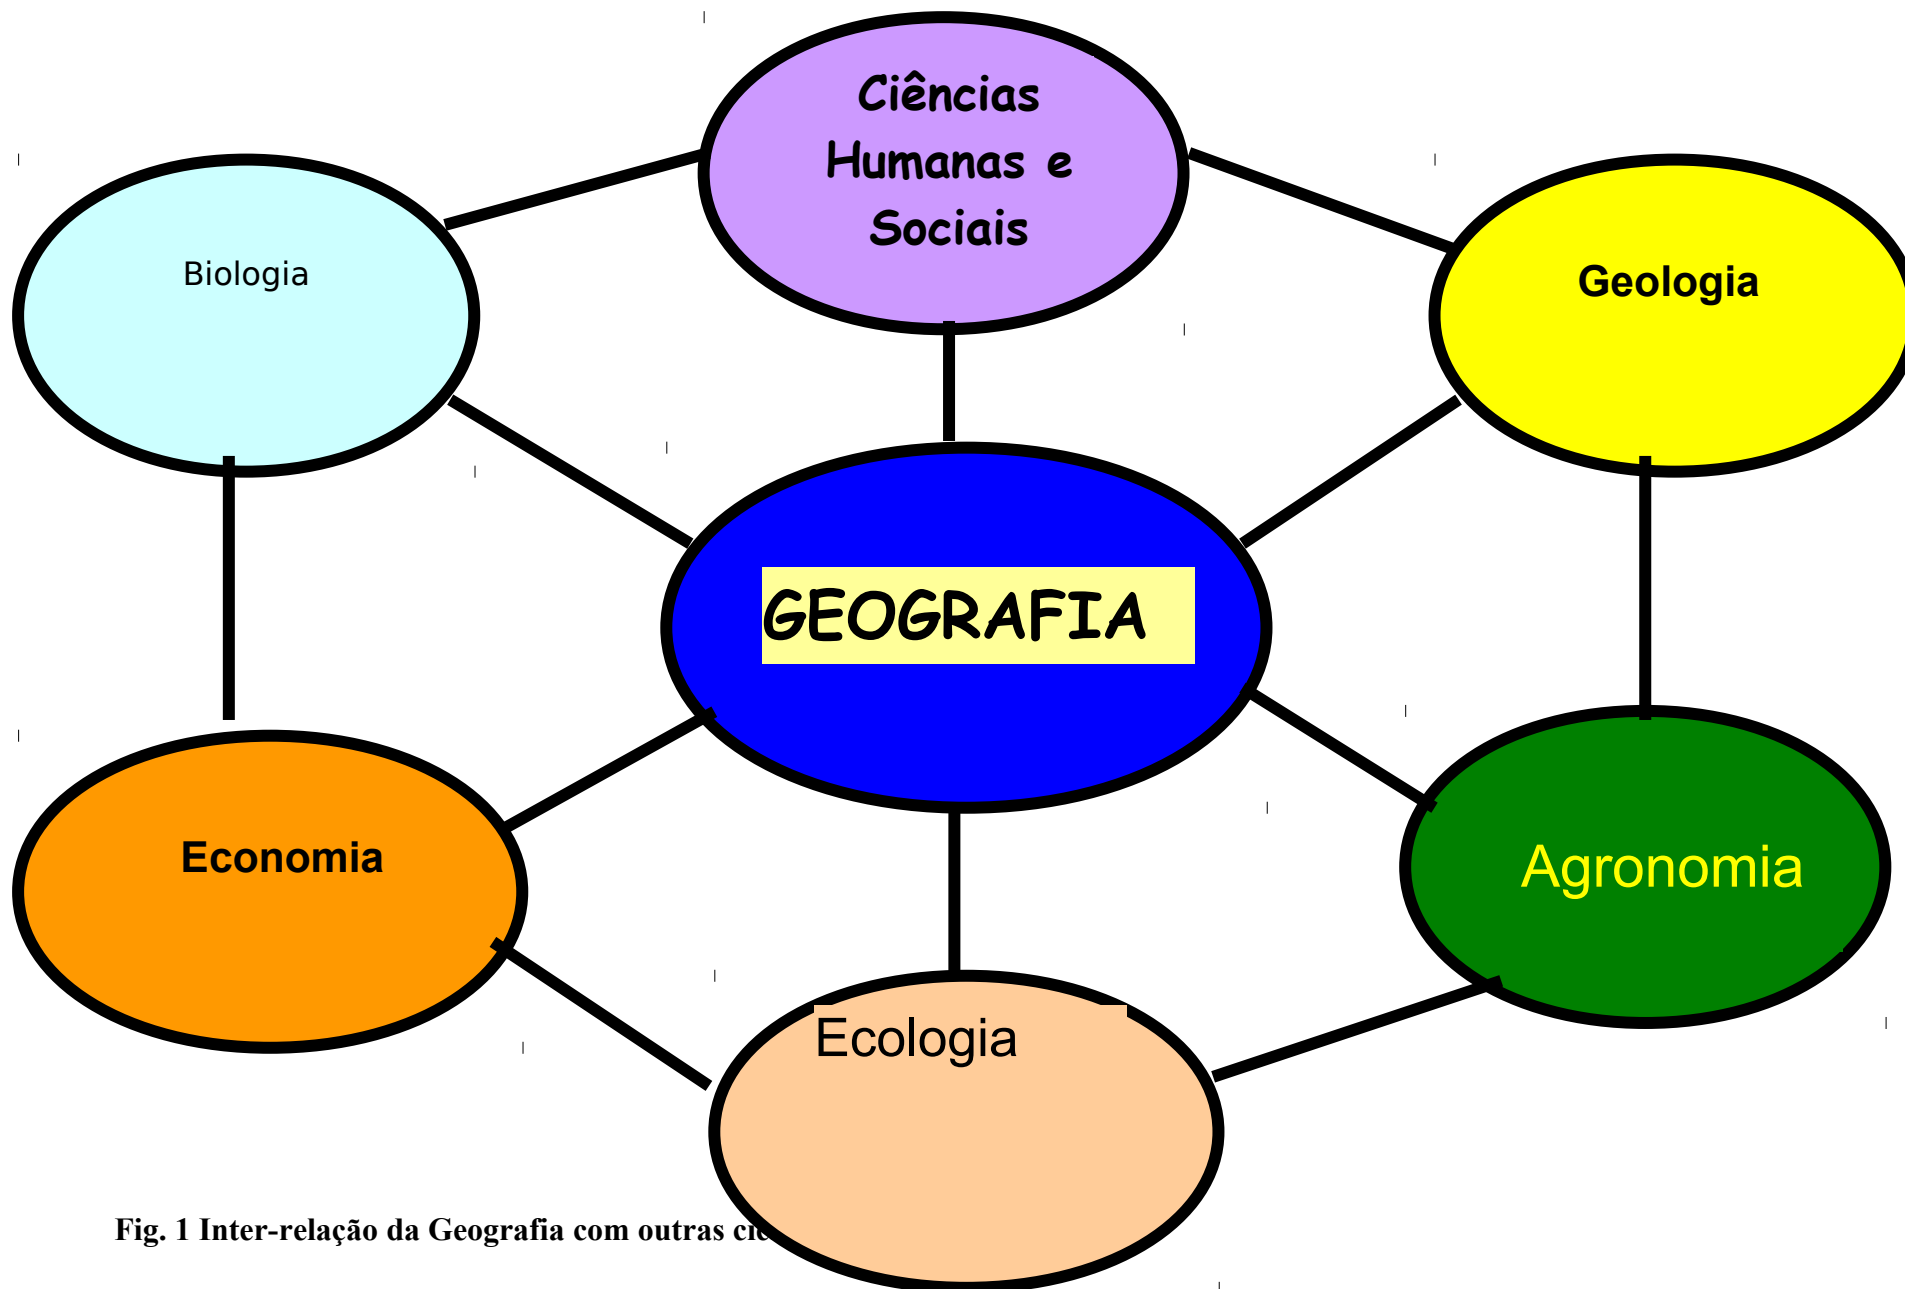 Ciências
Humanas e
Sociais
Biologia
Geologia
GEOGRAFIA
Economia
Agronomia
Ecologia
Fig. 1 Inter-relação da Geografia com outras